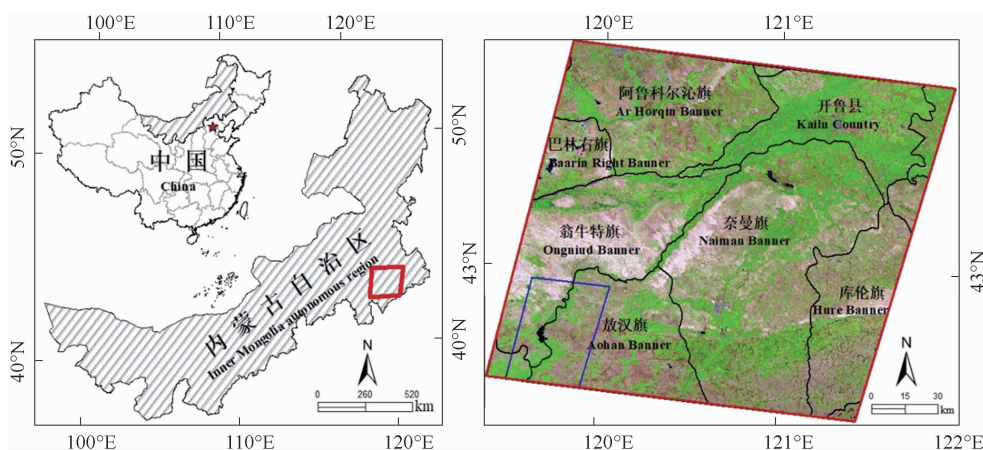 100°E
110°E
120°E
50°N
40°N
中 国
China
内蒙古自治区
Inner Mongolia autonomous region
N
0 260 520
km
50°N
40°N
100°E
110°E
120°E
120°E
121°E
阿鲁科尔沁旗
Ar Horqin Banner
开鲁县
Kailu Country
巴林右旗
Baarin Right Banner
翁牛特旗
Ongniud Banner
奈曼旗
Naiman Banner
43°N
43°N
库伦旗
Hure Banner
敖汉旗
Aohan Banner
N
0 15 30
km
120°E
121°E
122°E